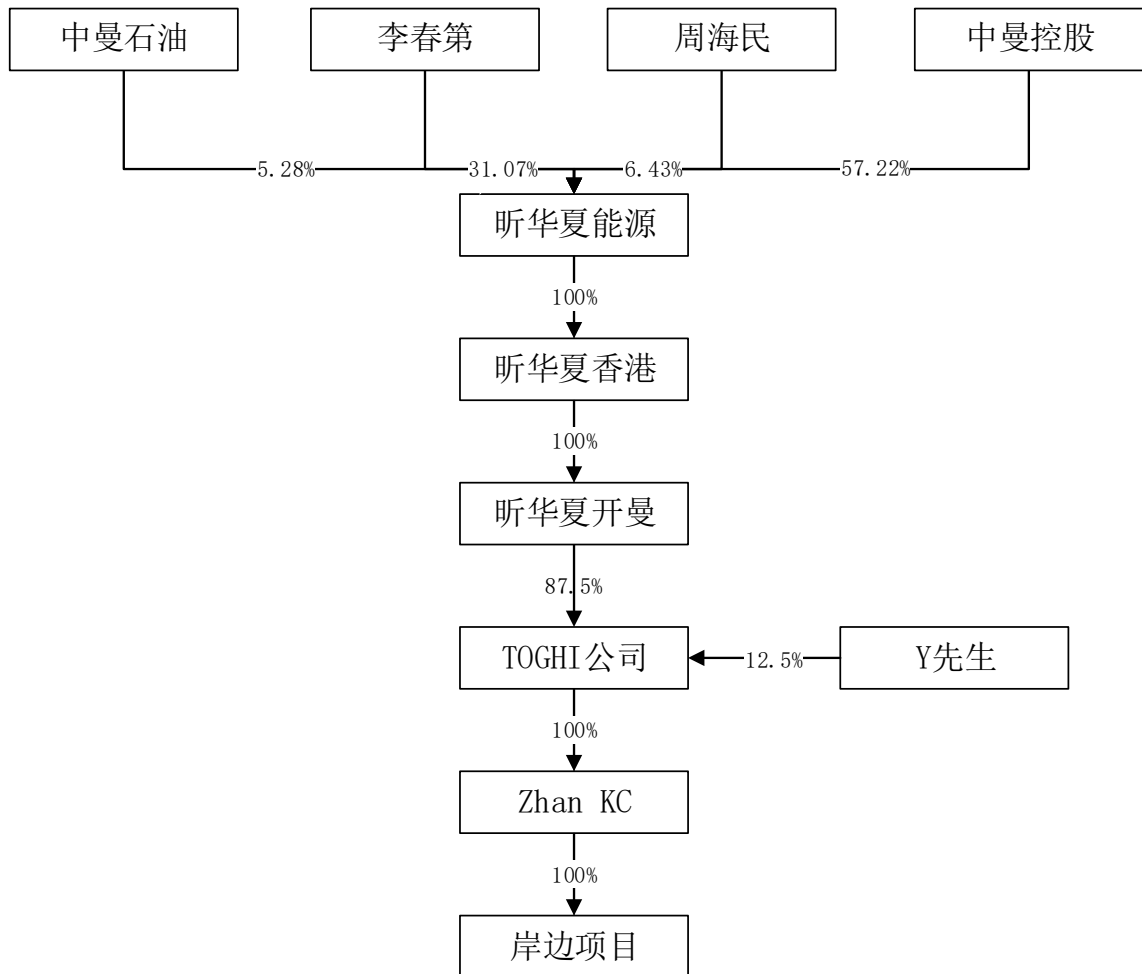 中曼石油
李春第
周海民
中曼控股
5.28%
31.07%
6.43%
57.22%
昕华夏能源
100%
昕华夏香港
100%
昕华夏开曼
87.5%
TOGHI公司
12.5%
Y先生
100%
Zhan KC
100%
岸边项目